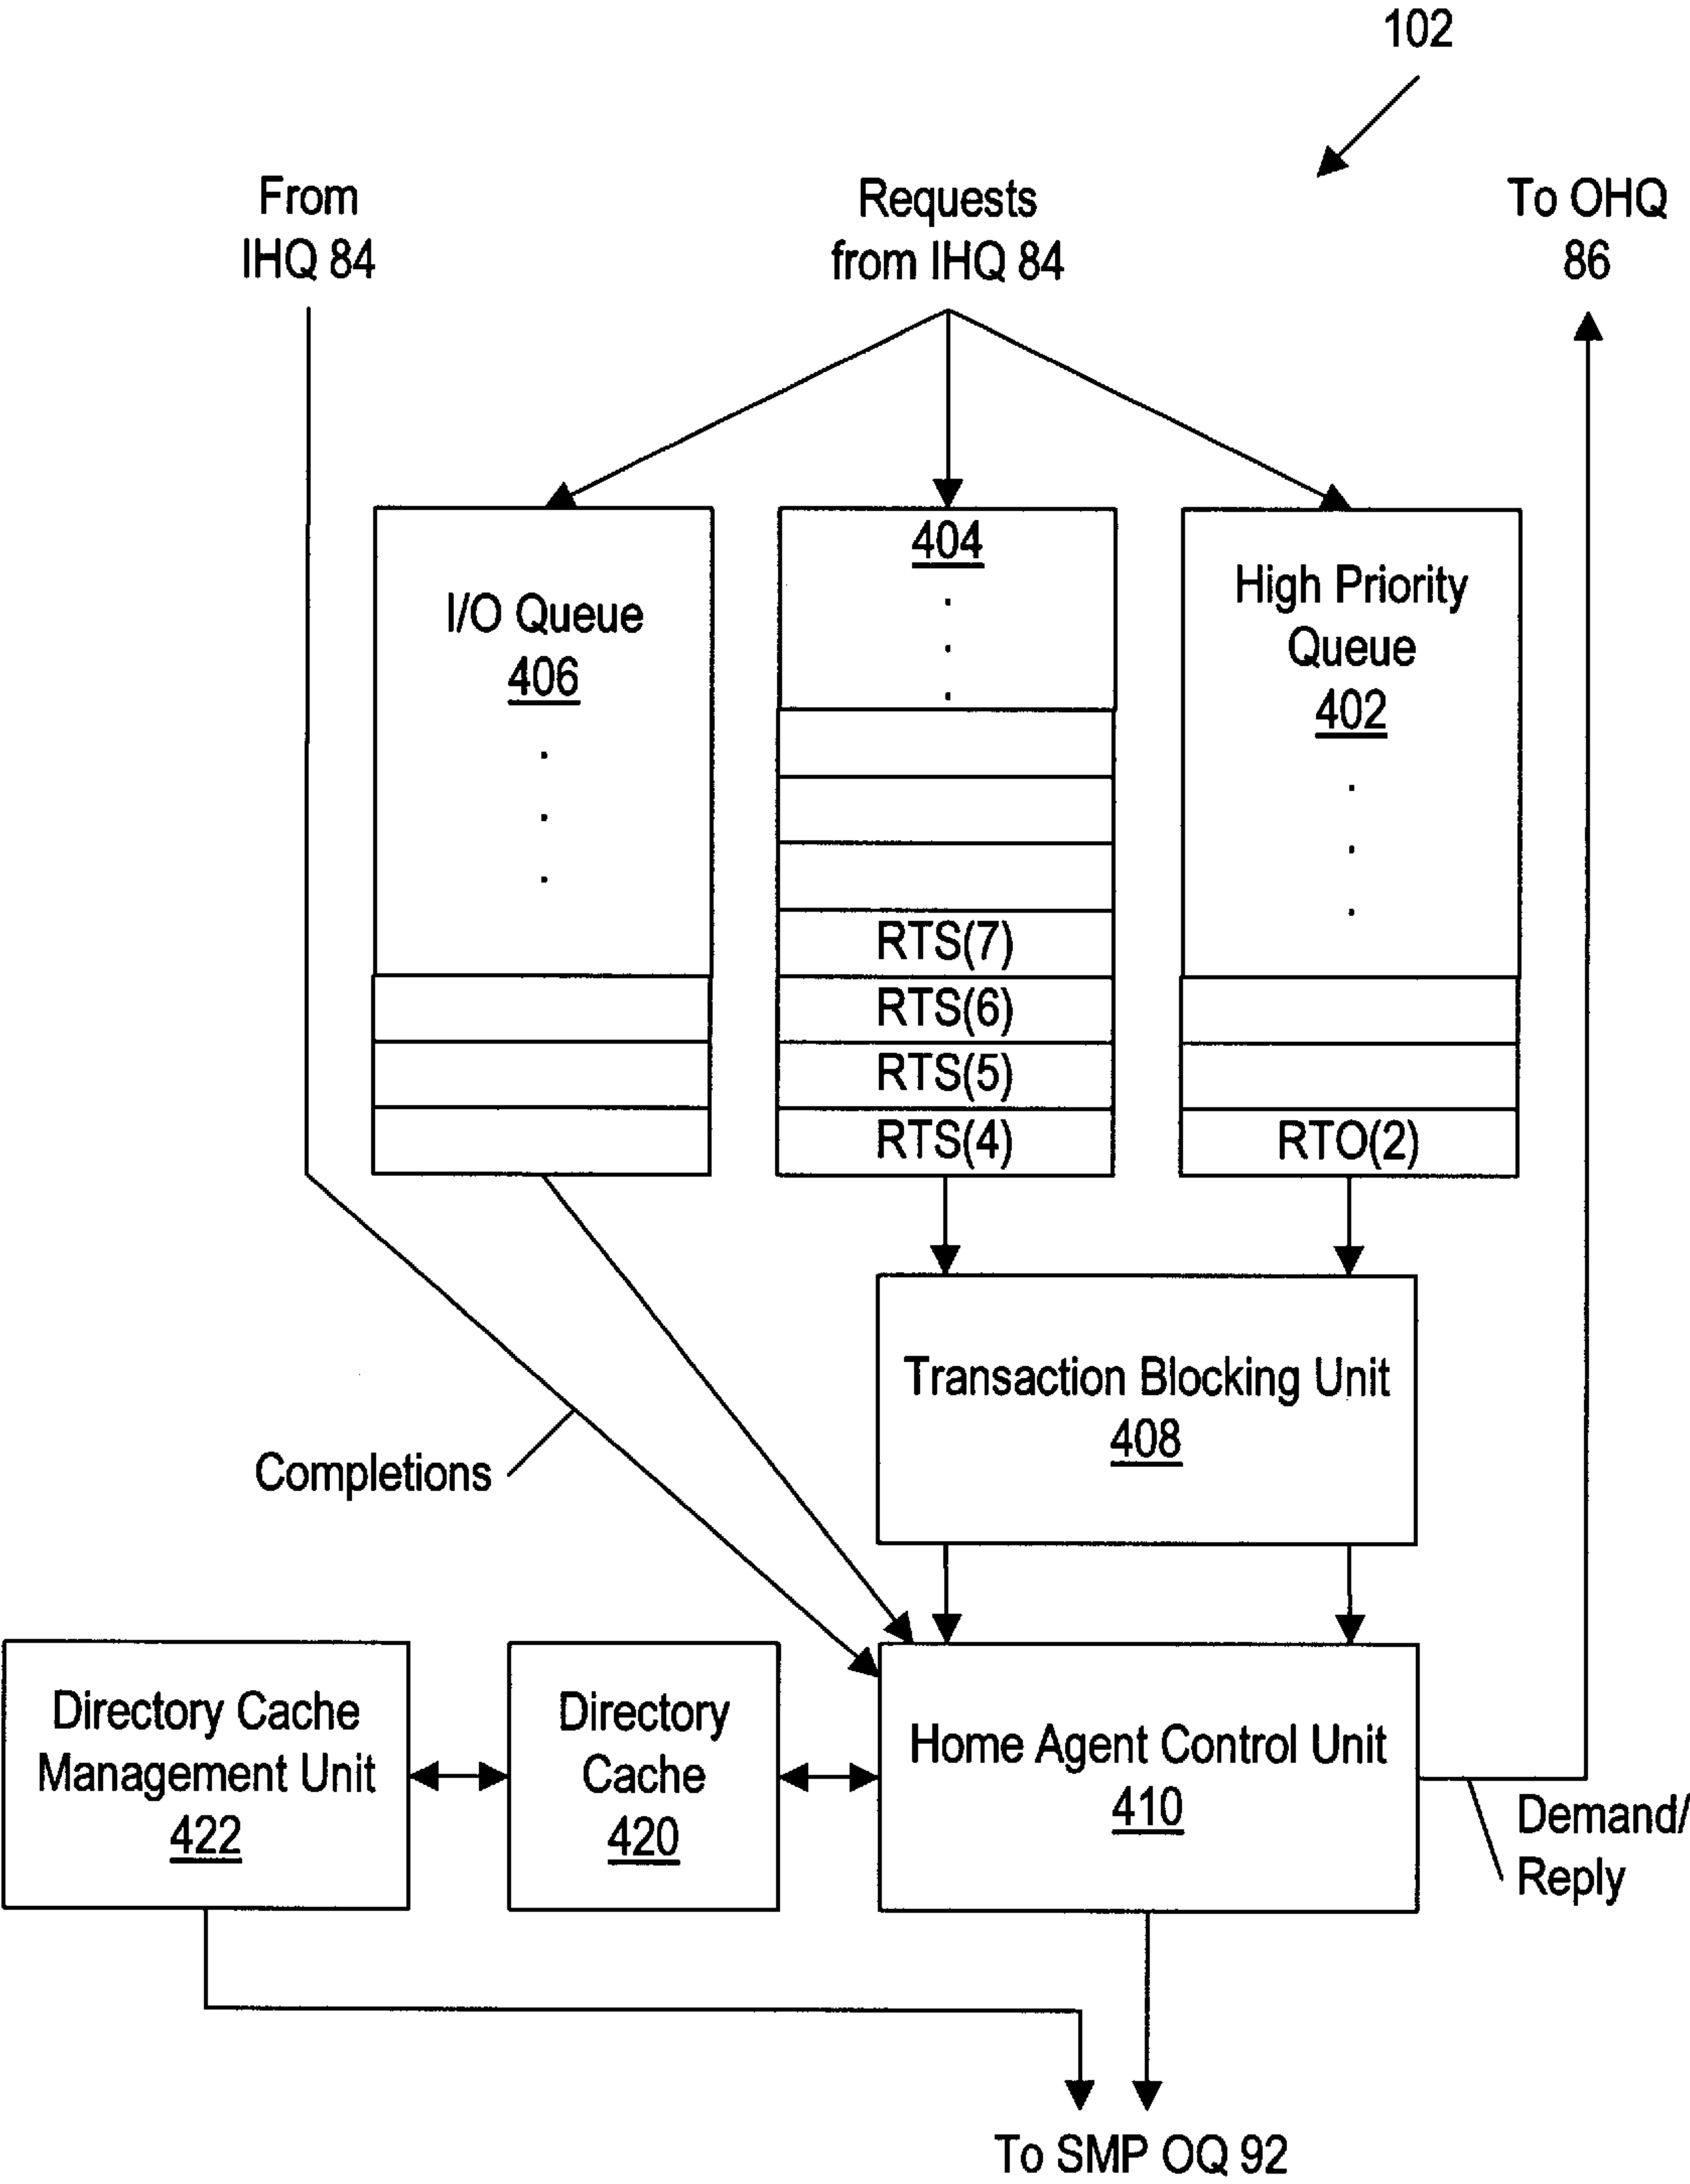 102
From
IHQ 84
Requests
from IHQ 84
To OHQ
86
I/O Queue
406
404
High Priority
Queue
402
RTS(7)
RTS(6)
RTS(5)
RTS(4)
RTO(2)
Transaction Blocking Unit
408
Completions
Directory Cache
Management Unit
422
Directory
Cache
420
Home Agent Control Unit
410
Demand/
Reply
To SMP OQ 92